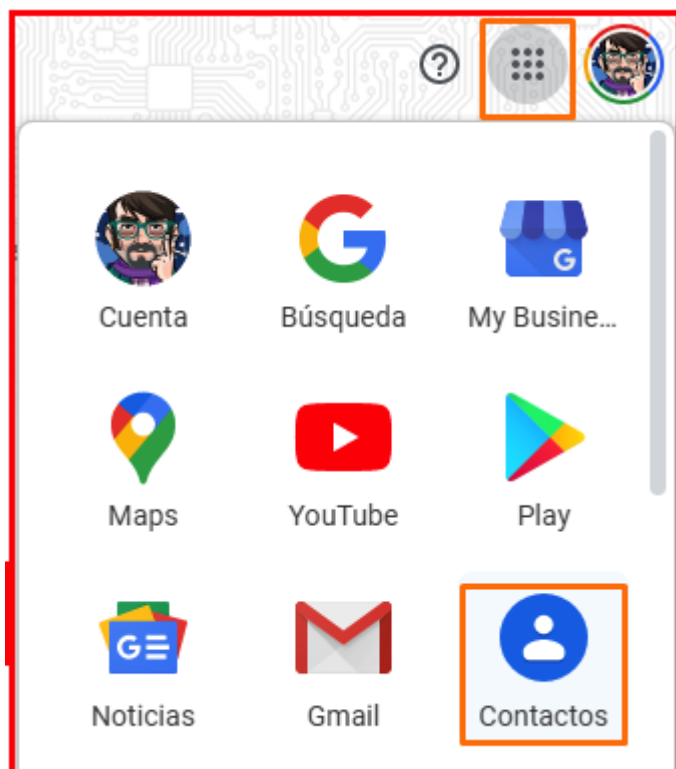 Cuenta
Búsqueda
My Busine...
Maps
YouTube
Play
Noticias
Gmail
Contactos